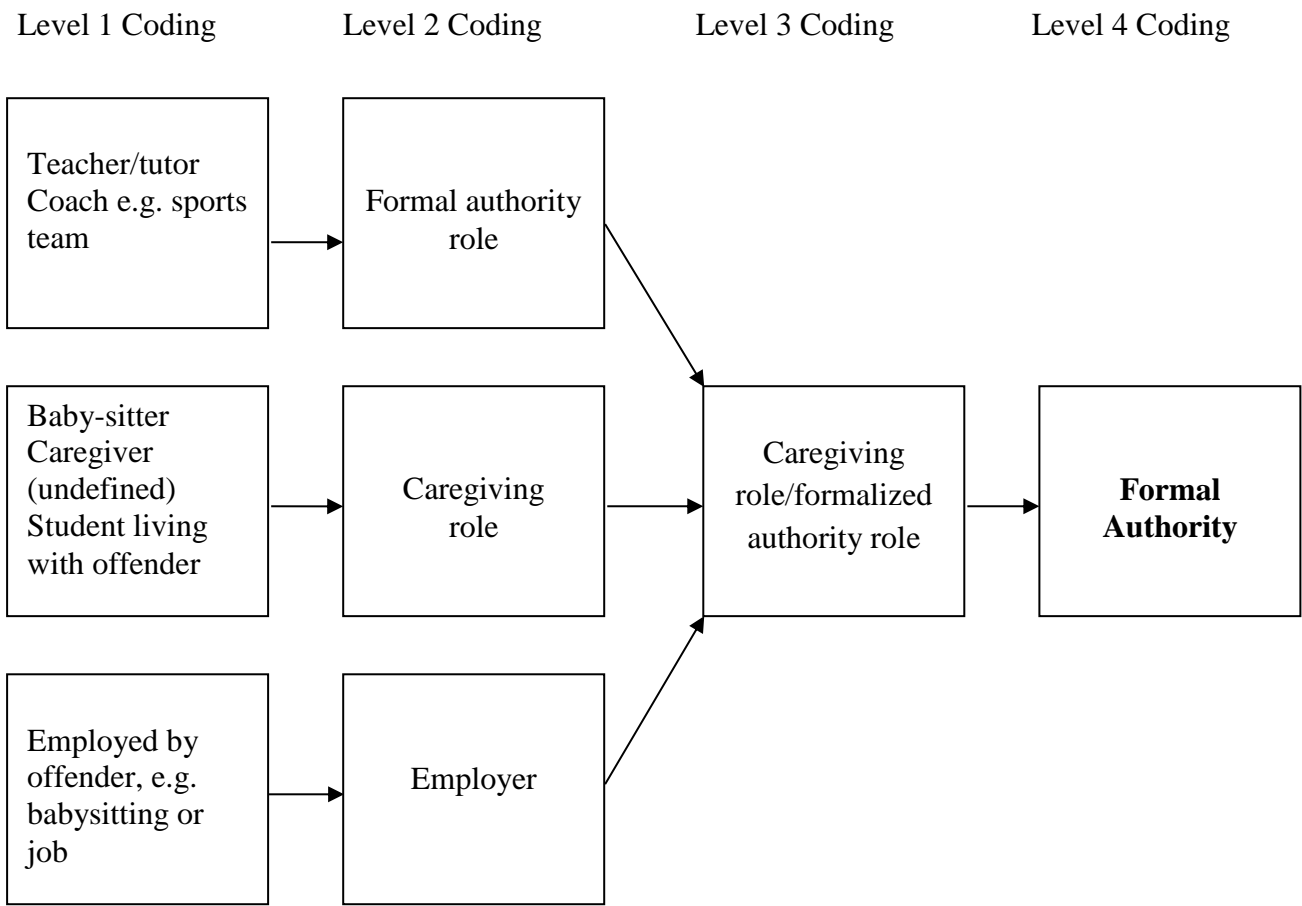 Level 1 Coding
Level 2 Coding
Level 3 Coding
Level 4 Coding
Teacher/tutor
Coach e.g. sports
team
Formal authority
role
Baby-sitter
Caregiver
(undefined)
Student living
with offender
Caregiving
role
Caregiving
role/formalized
authority role
Formal
Authority
Employed by
offender, e.g.
babysitting or
job
Employer